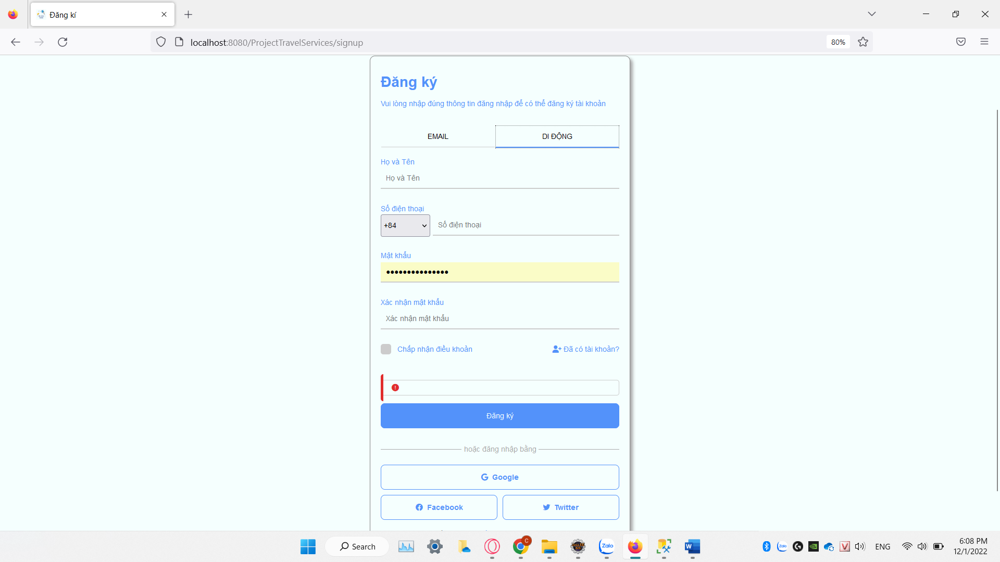 Đăng kí
localhost:8080/ProjectTravelServices/signup
80%
Đăng ký
Vui lòng nhập đúng thông tin đăng nhập để có thể đăng ký tài khoản
EMAIL
DI ĐỘNG
Họ và Tên
Họ và Tên
Số điện thoại
+84
Số điện thoại
Mật khẩu
Xác nhận mật khẩu
Xác nhận mật khẩu
Chấp nhận điều khoản
Đã có tài khoản?
Đăng ký
hoặc đăng nhập bằng
Google
Facebook
Twitter
Search
C
Zalo
W
Zalo
V
ENG
6:08 PM
12/1/2022